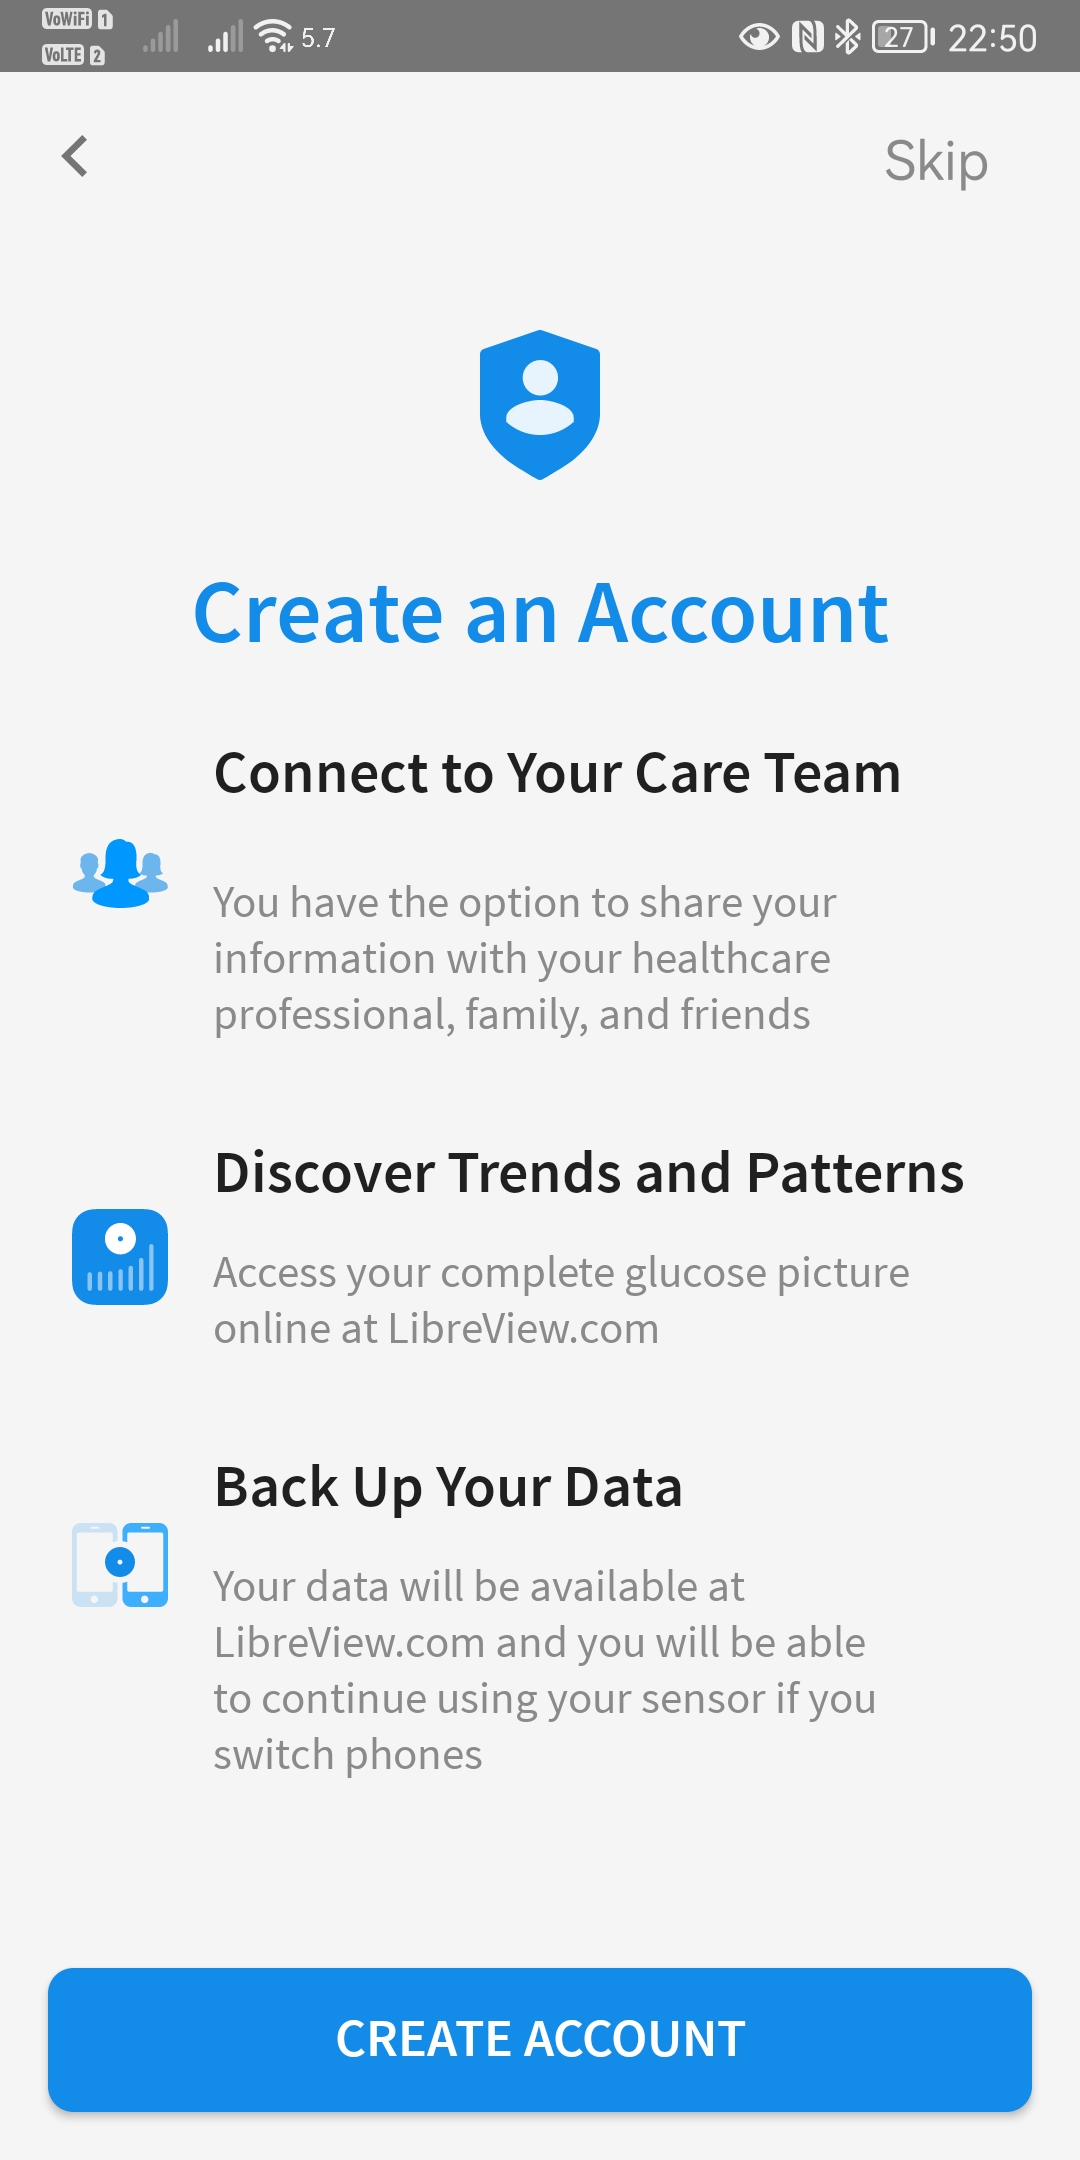 VoWiFi 1
VoLTE 2
5.7
27
22:50
Skip
Create an Account
Connect to Your Care Team
You have the option to share your
information with your healthcare
professional, family, and friends
Discover Trends and Patterns
Access your complete glucose picture
online at LibreView.com
Back Up Your Data
Your data will be available at
LibreView.com and you will be able
to continue using your sensor if you
switch phones
CREATE ACCOUNT